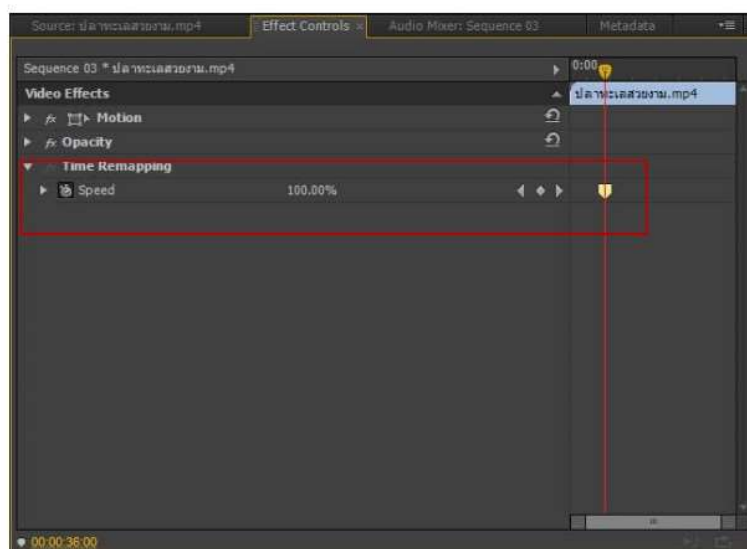 Source: ปลาทะเลสวยงาม.mp4 Effect Controls × Audio Mixer: Sequence 03 Metadata
Sequence 03 * ปลาทะเลสวยงาม.mp4 0:00
Video Effects ปลาทะเลสวยงาม.mp4
fx Motion
fx Opacity
fx Time Remapping
Speed 100.00%
00:00:36:00